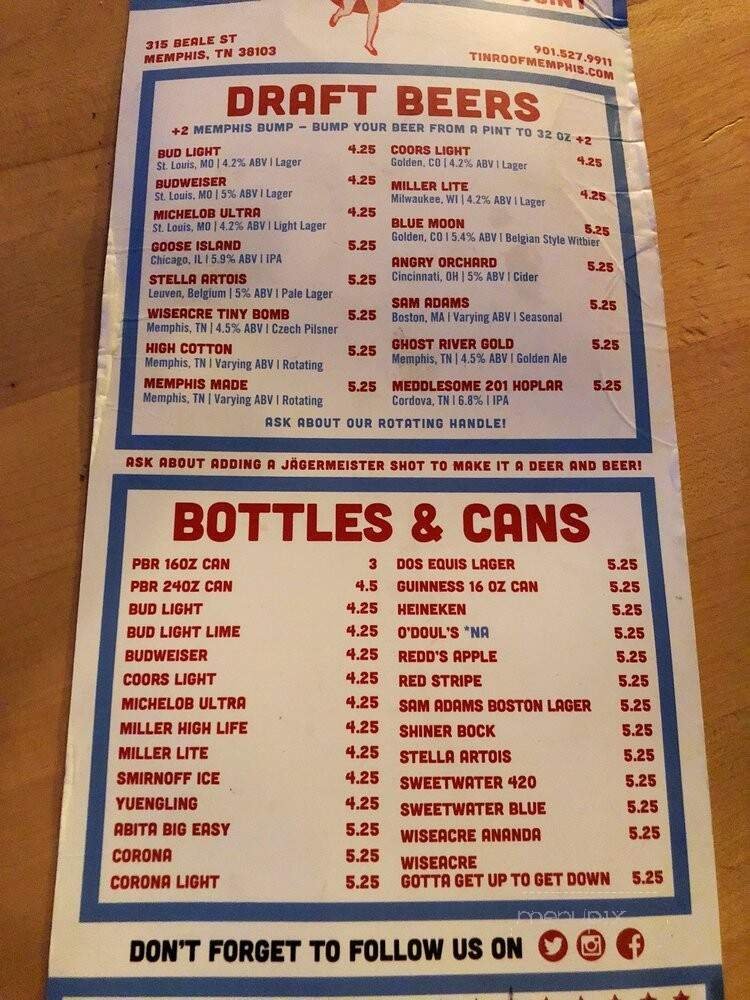 JOINT
315 BEALE ST
MEMPHIS, TN 38103
901.527.9911
TINROOFMEMPHIS.COM
DRAFT BEERS
+2 MEMPHIS BUMP – BUMP YOUR BEER FROM A PINT TO 32 OZ +2
BUD LIGHT 4.25
St. Louis, MO | 4.2% ABV | Lager
BUDWEISER 4.25
St. Louis, MO | 5% ABV | Lager
MICHELOB ULTRA 4.25
St. Louis, MO | 4.2% ABV | Light Lager
GOOSE ISLAND 5.25
Chicago, IL | 5.9% ABV | IPA
STELLA ARTOIS 5.25
Leuven, Belgium | 5% ABV | Pale Lager
WISEACRE TINY BOMB 5.25
Memphis, TN | 4.5% ABV | Czech Pilsner
HIGH COTTON 5.25
Memphis, TN | Varying ABV | Rotating
MEMPHIS MADE 5.25
Memphis, TN | Varying ABV | Rotating
COORS LIGHT 4.25
Golden, CO | 4.2% ABV | Lager
MILLER LITE 4.25
Milwaukee, WI | 4.2% ABV | Lager
BLUE MOON 5.25
Golden, CO | 5.4% ABV | Belgian Style Witbier
ANGRY ORCHARD 5.25
Cincinnati, OH | 5% ABV | Cider
SAM ADAMS 5.25
Boston, MA | Varying ABV | Seasonal
GHOST RIVER GOLD 5.25
Memphis, TN | 4.5% ABV | Golden Ale
MEDDLESOME 201 HOPLAR 5.25
Cordova, TN | 6.8% | IPA
ASK ABOUT OUR ROTATING HANDLE!
ASK ABOUT ADDING A JÄGERMEISTER SHOT TO MAKE IT A DEER AND BEER!
BOTTLES & CANS
PBR 16OZ CAN 3
PBR 24OZ CAN 4.5
BUD LIGHT 4.25
BUD LIGHT LIME 4.25
BUDWEISER 4.25
COORS LIGHT 4.25
MICHELOB ULTRA 4.25
MILLER HIGH LIFE 4.25
MILLER LITE 4.25
SMIRNOFF ICE 4.25
YUENGLING 4.25
ABITA BIG EASY 5.25
CORONA 5.25
CORONA LIGHT 5.25
DOS EQUIS LAGER 5.25
GUINNESS 16 OZ CAN 5.25
HEINEKEN 5.25
O'DOUL'S *NA 5.25
REDD'S APPLE 5.25
RED STRIPE 5.25
SAM ADAMS BOSTON LAGER 5.25
SHINER BOCK 5.25
STELLA ARTOIS 5.25
SWEETWATER 420 5.25
SWEETWATER BLUE 5.25
WISEACRE ANANDA 5.25
WISEACRE
GOTTA GET UP TO GET DOWN 5.25
menupix
DON'T FORGET TO FOLLOW US ON